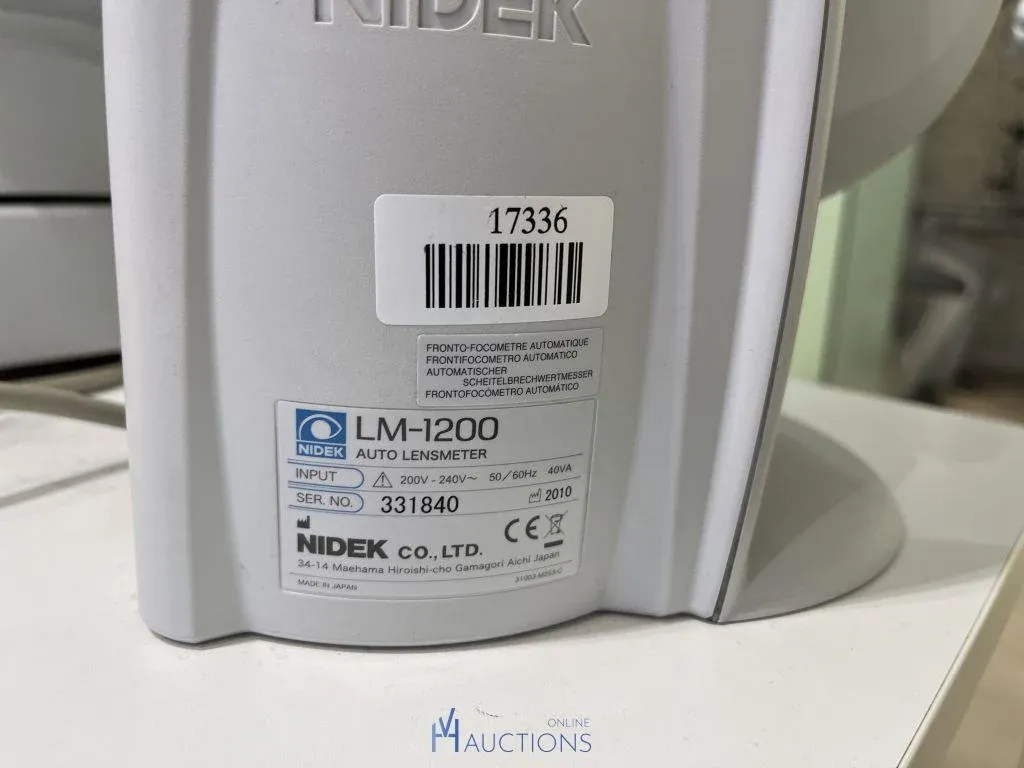 NIDEK
17336
FRONTO-FOCOMETRE AUTOMATIQUE
FRONTIFOCOMETRO AUTOMATICO
AUTOMATISCHER
SCHEITELBRECHWERTMESSER
FRONTOFOCÓMETRO AUTOMÁTICO
NIDEK
LM-1200
AUTO LENSMETER
INPUT 200V - 240V~ 50/60Hz 40VA
SER. NO. 331840 2010
NIDEK CO., LTD. CE
34-14 Maehama Hiroishi-cho Gamagori Aichi Japan
MADE IN JAPAN
VH ONLINE
AUCTIONS